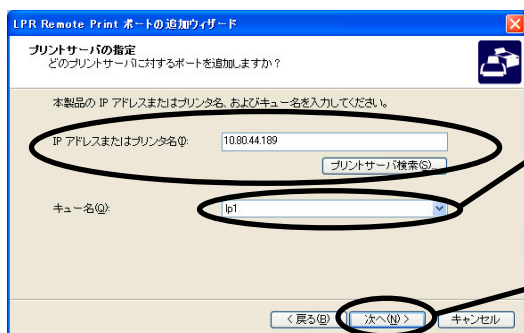 LPR Remote Print ポートの追加ウィザード
プリントサーバの指定
どのプリントサーバに対するポートを追加しますか？
本製品の IP アドレスまたはプリンタ名、およびキュー名を入力してください。
IP アドレスまたはプリンタ名(I):
10.80.44.189
プリントサーバ検索(S)...
キュー名(Q):
lp1
< 戻る(B)
次へ(N) >
キャンセル